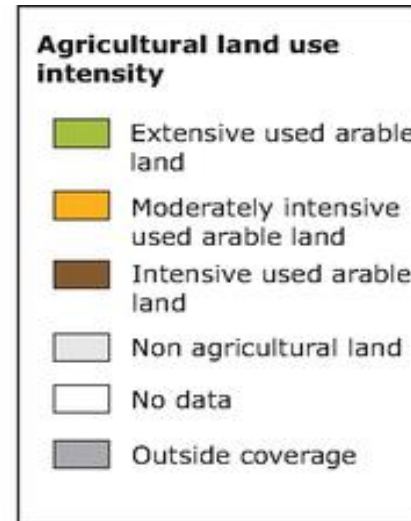 Agricultural land use
intensity
Extensive used arable
land
Moderately intensive
used arable land
Intensive used arable
land
Non agricultural land
No data
Outside coverage